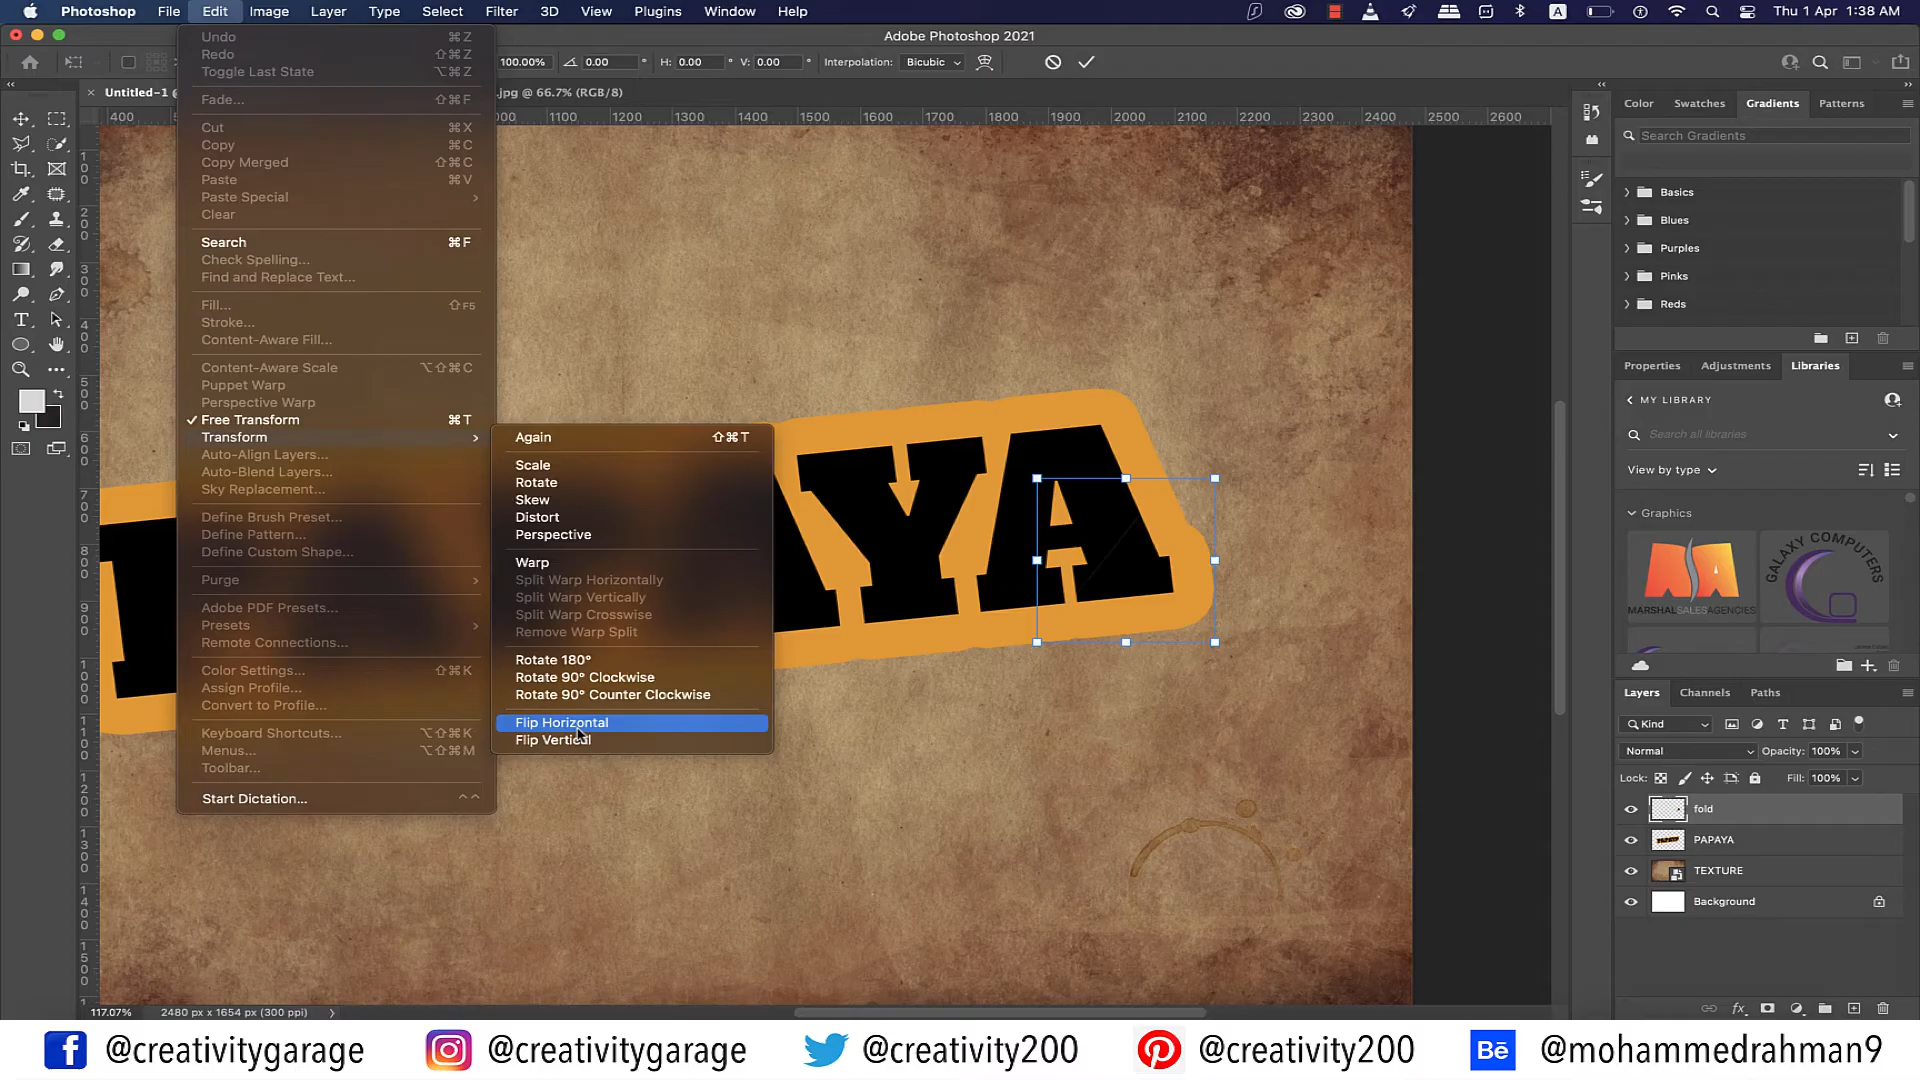 Photoshop File Edit Image Layer Type Select Filter 3D View Plugins Window Help A Thu 1 Apr 1:38 AM
Adobe Photoshop 2021
100.00% 0.00 ° H: 0.00 ° V: 0.00 ° Interpolation: Bicubic
Untitled-1 @ .jpg @ 66.7% (RGB/8)
Undo ⌘Z
Redo ⇧⌘Z
Toggle Last State ⌥⌘Z
Fade... ⇧⌘F
Cut ⌘X
Copy ⌘C
Copy Merged ⇧⌘C
Paste ⌘V
Paste Special
Clear
Search ⌘F
Check Spelling...
Find and Replace Text...
Fill... ⇧F5
Stroke...
Content-Aware Fill...
Content-Aware Scale ⌥⇧⌘C
Puppet Warp
Perspective Warp
✓ Free Transform ⌘T
Transform
Auto-Align Layers...
Auto-Blend Layers...
Sky Replacement...
Define Brush Preset...
Define Pattern...
Define Custom Shape...
Purge
Adobe PDF Presets...
Presets
Remote Connections...
Color Settings... ⇧⌘K
Assign Profile...
Convert to Profile...
Keyboard Shortcuts... ⌥⇧⌘K
Menus... ⌥⇧⌘M
Toolbar...
Start Dictation...
Again ⇧⌘T
Scale
Rotate
Skew
Distort
Perspective
Warp
Split Warp Horizontally
Split Warp Vertically
Split Warp Crosswise
Remove Warp Split
Rotate 180°
Rotate 90° Clockwise
Rotate 90° Counter Clockwise
Flip Horizontal
Flip Vertical
400 1100 1200 1300 1400 1500 1600 1700 1800 1900 2000 2100 2200 2300 2400 2500 2600
YA
Color Swatches Gradients Patterns
Search Gradients
Basics
Blues
Purples
Pinks
Reds
Properties Adjustments Libraries
MY LIBRARY
Search all libraries
View by type
Graphics
MARSHAL SALES AGENCIES
GALAXY COMPUTERS
Layers Channels Paths
Kind
Normal Opacity: 100%
Lock: Fill: 100%
fold
PAPAYA
TEXTURE
Background
117.07% 2480 px x 1654 px (300 ppi)
@creativitygarage @creativitygarage @creativity200 @creativity200 Bē @mohammedrahman9